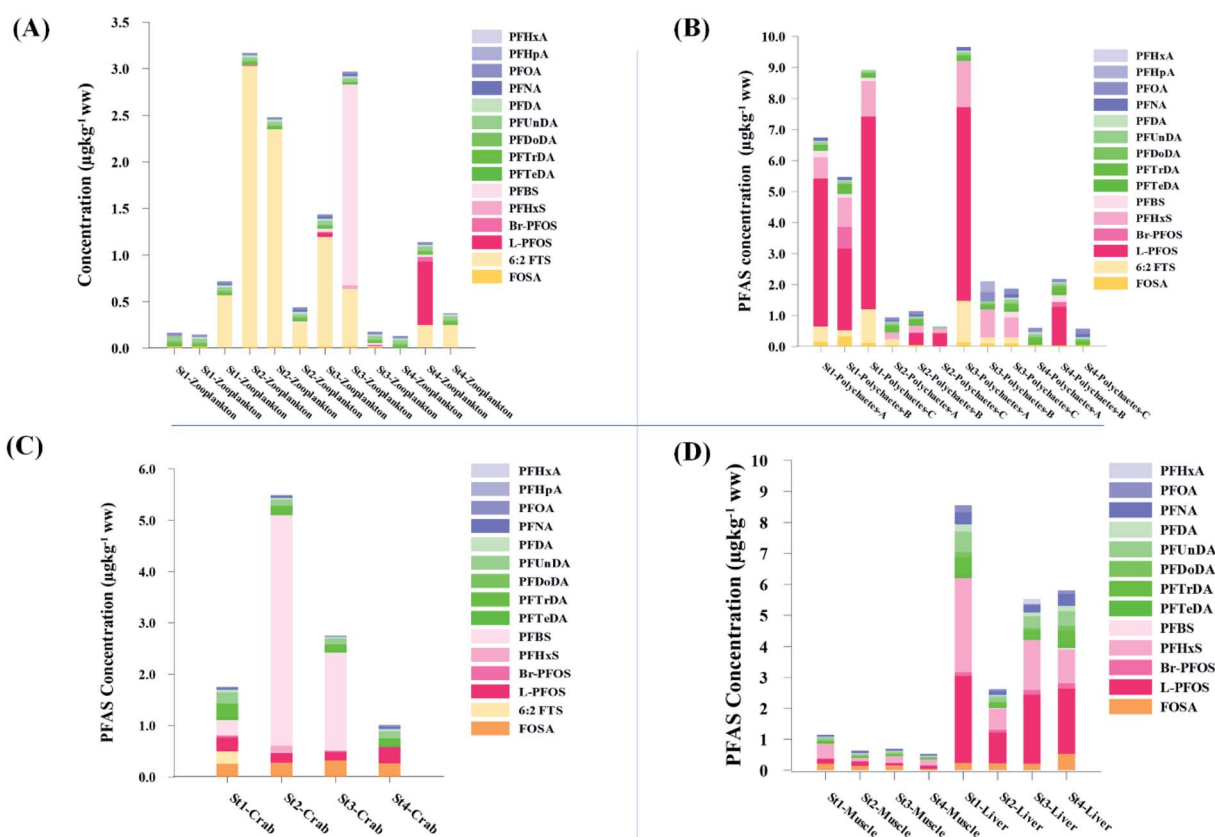 (A)
Concentration (µgkg⁻¹ ww)
3.5
3.0
2.5
2.0
1.5
1.0
0.5
0.0
St1-Zooplankton
St1-Zooplankton
St1-Zooplankton
St2-Zooplankton
St2-Zooplankton
St2-Zooplankton
St3-Zooplankton
St3-Zooplankton
St3-Zooplankton
St4-Zooplankton
St4-Zooplankton
St4-Zooplankton
PFHxA
PFHpA
PFOA
PFNA
PFDA
PFUnDA
PFDoDA
PFTrDA
PFTeDA
PFBS
PFHxS
Br-PFOS
L-PFOS
6:2 FTS
FOSA
(B)
PFAS concentration (µgkg⁻¹ ww)
10.0
9.0
8.0
7.0
6.0
5.0
4.0
3.0
2.0
1.0
0.0
St1-Polychaetes-A
St1-Polychaetes-B
St1-Polychaetes-C
St2-Polychaetes-A
St2-Polychaetes-B
St2-Polychaetes-C
St3-Polychaetes-A
St3-Polychaetes-B
St3-Polychaetes-C
St4-Polychaetes-A
St4-Polychaetes-B
St4-Polychaetes-C
PFHxA
PFHpA
PFOA
PFNA
PFDA
PFUnDA
PFDoDA
PFTrDA
PFTeDA
PFBS
PFHxS
Br-PFOS
L-PFOS
6:2 FTS
FOSA
(C)
PFAS Concentration (µgkg⁻¹ ww)
6.0
5.0
4.0
3.0
2.0
1.0
0.0
St1-Crab
St2-Crab
St3-Crab
St4-Crab
PFHxA
PFHpA
PFOA
PFNA
PFDA
PFUnDA
PFDoDA
PFTrDA
PFTeDA
PFBS
PFHxS
Br-PFOS
L-PFOS
6:2 FTS
FOSA
(D)
PFAS Concentration (µgkg⁻¹ ww)
10
9
8
7
6
5
4
3
2
1
0
St1-Muscle
St2-Muscle
St3-Muscle
St4-Muscle
St1-Liver
St2-Liver
St3-Liver
St4-Liver
PFHxA
PFOA
PFNA
PFDA
PFUnDA
PFDoDA
PFTrDA
PFTeDA
PFBS
PFHxS
Br-PFOS
L-PFOS
FOSA